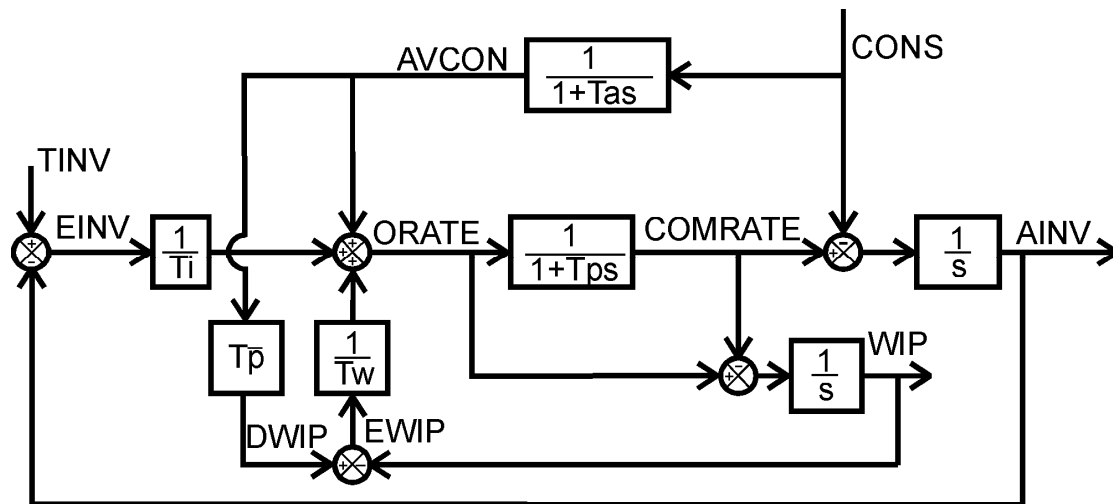 CONS
AVCON
1
1+Tas
TINV
EINV
1
Ti
+
-
+
+
+
ORATE
1
1+Tps
COMRATE
-
+
1
s
AINV
Tp̄
1
Tw
-
+
1
s
WIP
DWIP
EWIP
+
-